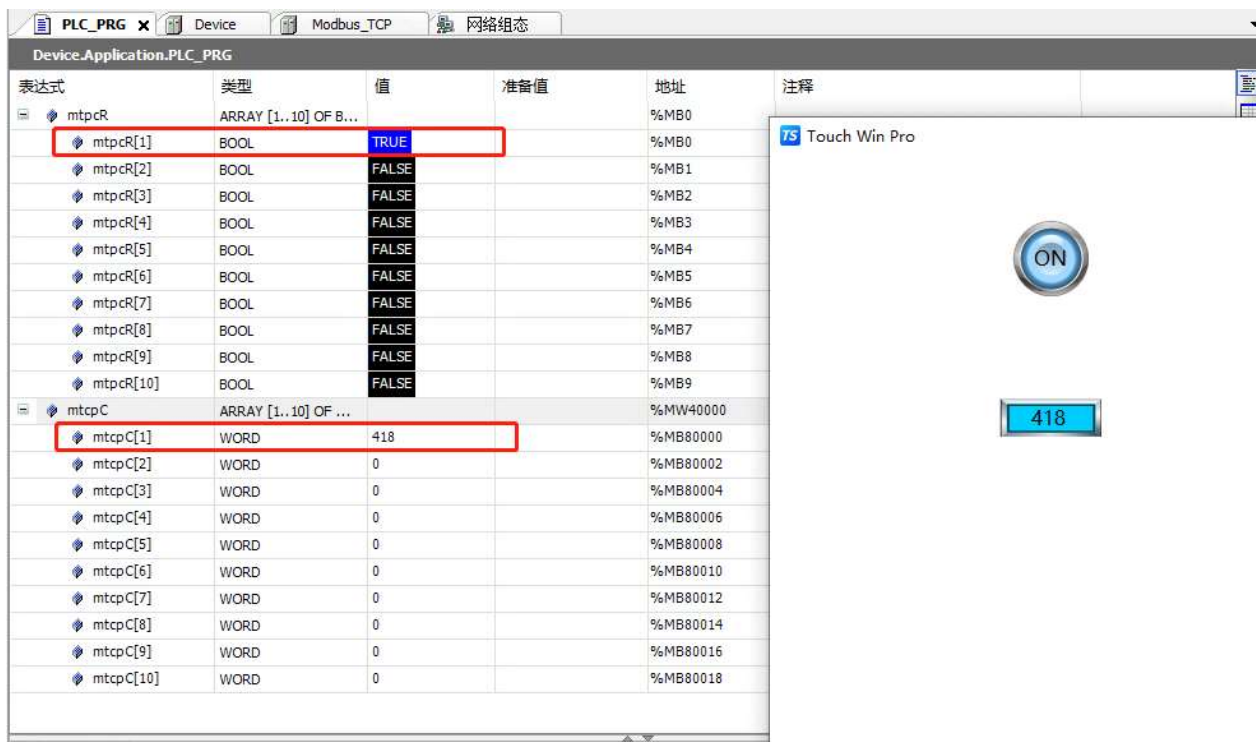 PLC_PRG Device Modbus_TCP 网络组态
Device.Application.PLC_PRG
表达式 类型 值 准备值 地址 注释
mtpcR ARRAY [1..10] OF B... %MB0
mtpcR[1] BOOL TRUE %MB0
mtpcR[2] BOOL FALSE %MB1
mtpcR[3] BOOL FALSE %MB2
mtpcR[4] BOOL FALSE %MB3
mtpcR[5] BOOL FALSE %MB4
mtpcR[6] BOOL FALSE %MB5
mtpcR[7] BOOL FALSE %MB6
mtpcR[8] BOOL FALSE %MB7
mtpcR[9] BOOL FALSE %MB8
mtpcR[10] BOOL FALSE %MB9
mtcpC ARRAY [1..10] OF ... %MW40000
mtcpC[1] WORD 418 %MB80000
mtcpC[2] WORD 0 %MB80002
mtcpC[3] WORD 0 %MB80004
mtcpC[4] WORD 0 %MB80006
mtcpC[5] WORD 0 %MB80008
mtcpC[6] WORD 0 %MB80010
mtcpC[7] WORD 0 %MB80012
mtcpC[8] WORD 0 %MB80014
mtcpC[9] WORD 0 %MB80016
mtcpC[10] WORD 0 %MB80018
TS Touch Win Pro
ON
418